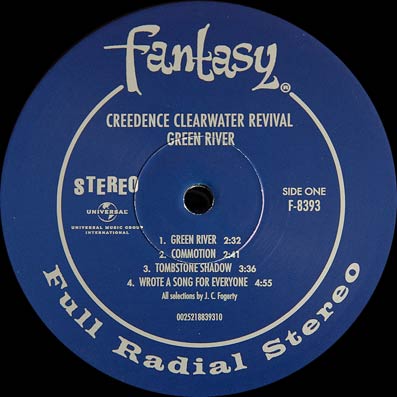 fantasy®
CREEDENCE CLEARWATER REVIVAL
GREEN RIVER
STEREO
UNIVERSAL
UNIVERSAL MUSIC GROUP
INTERNATIONAL
SIDE ONE
F-8393
1. GREEN RIVER 2:32
2. COMMOTION 2:41
3. TOMBSTONE SHADOW 3:36
4. WROTE A SONG FOR EVERYONE 4:55
All selections by J. C. Fogerty
0025218839310
Full Radial Stereo